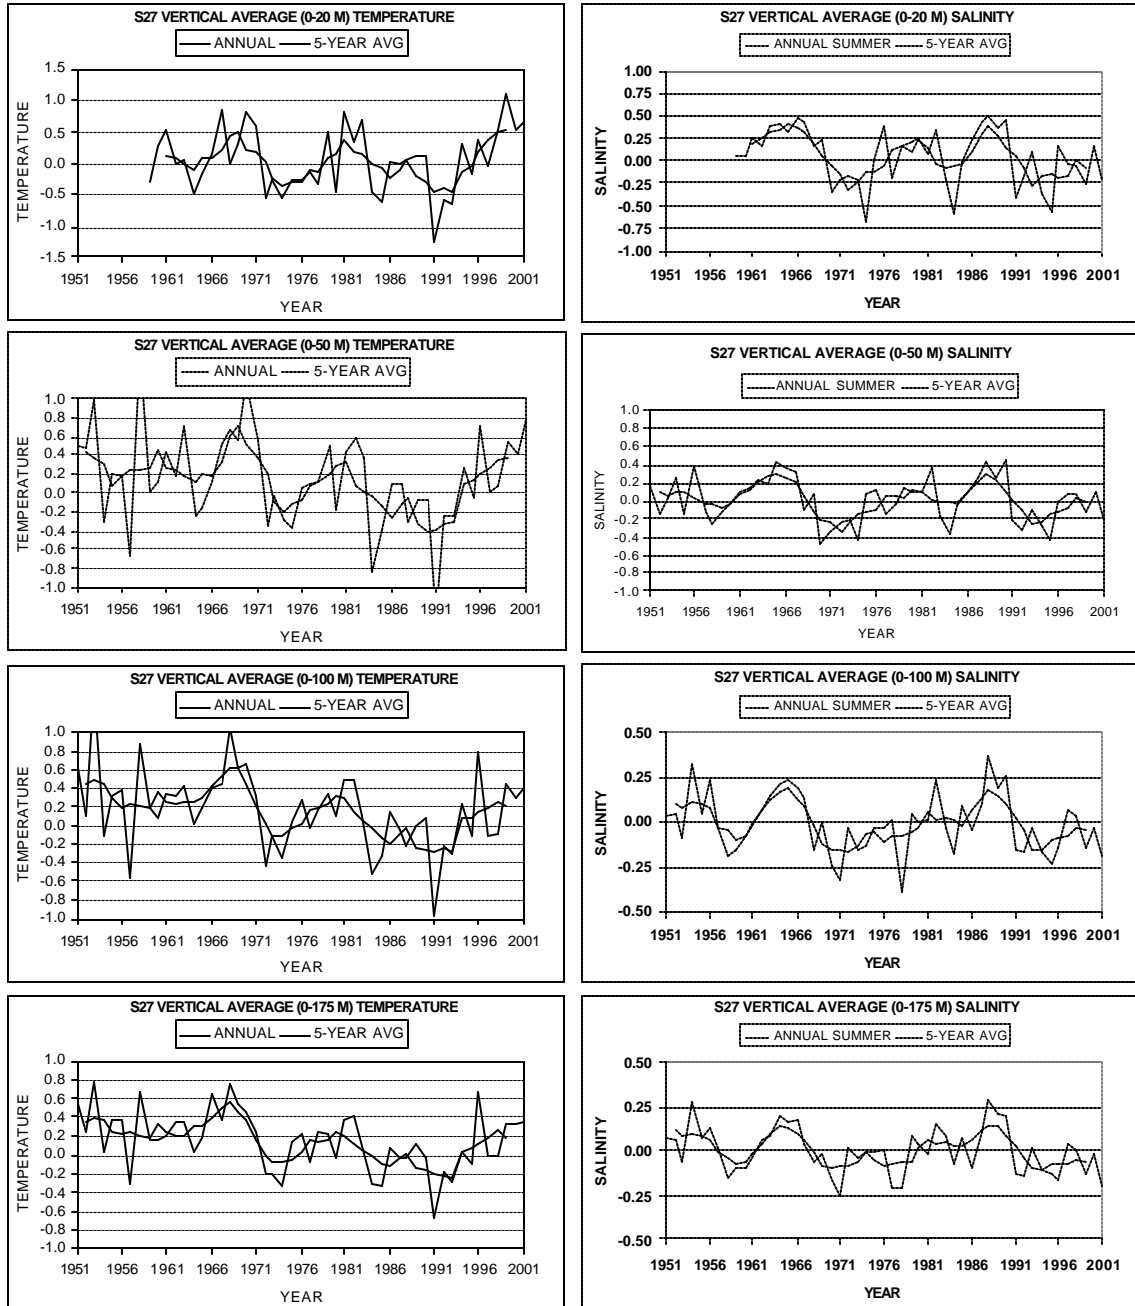 S27 VERTICAL AVERAGE (0-20 M) TEMPERATURE
ANNUAL 5-YEAR AVG
TEMPERATURE
1.5
1.0
0.5
0.0
-0.5
-1.0
-1.5
1951 1956 1961 1966 1971 1976 1981 1986 1991 1996 2001
YEAR
S27 VERTICAL AVERAGE (0-20 M) SALINITY
ANNUAL SUMMER 5-YEAR AVG
SALINITY
1.00
0.75
0.50
0.25
0.00
-0.25
-0.50
-0.75
-1.00
1951 1956 1961 1966 1971 1976 1981 1986 1991 1996 2001
YEAR
S27 VERTICAL AVERAGE (0-50 M) TEMPERATURE
ANNUAL 5-YEAR AVG
TEMPERATURE
1.0
0.8
0.6
0.4
0.2
0.0
-0.2
-0.4
-0.6
-0.8
-1.0
1951 1956 1961 1966 1971 1976 1981 1986 1991 1996 2001
YEAR
S27 VERTICAL AVERAGE (0-50 M) SALINITY
ANNUAL SUMMER 5-YEAR AVG
SALINITY
1.0
0.8
0.6
0.4
0.2
0.0
-0.2
-0.4
-0.6
-0.8
-1.0
1951 1956 1961 1966 1971 1976 1981 1986 1991 1996 2001
YEAR
S27 VERTICAL AVERAGE (0-100 M) TEMPERATURE
ANNUAL 5-YEAR AVG
TEMPERATURE
1.0
0.8
0.6
0.4
0.2
0.0
-0.2
-0.4
-0.6
-0.8
-1.0
1951 1956 1961 1966 1971 1976 1981 1986 1991 1996 2001
YEAR
S27 VERTICAL AVERAGE (0-100 M) SALINITY
ANNUAL SUMMER 5-YEAR AVG
SALINITY
0.50
0.25
0.00
-0.25
-0.50
1951 1956 1961 1966 1971 1976 1981 1986 1991 1996 2001
YEAR
S27 VERTICAL AVERAGE (0-175 M) TEMPERATURE
ANNUAL 5-YEAR AVG
TEMPERATURE
1.0
0.8
0.6
0.4
0.2
0.0
-0.2
-0.4
-0.6
-0.8
-1.0
1951 1956 1961 1966 1971 1976 1981 1986 1991 1996 2001
YEAR
S27 VERTICAL AVERAGE (0-175 M) SALINITY
ANNUAL SUMMER 5-YEAR AVG
SALINITY
0.50
0.25
0.00
-0.25
-0.50
1951 1956 1961 1966 1971 1976 1981 1986 1991 1996 2001
YEAR